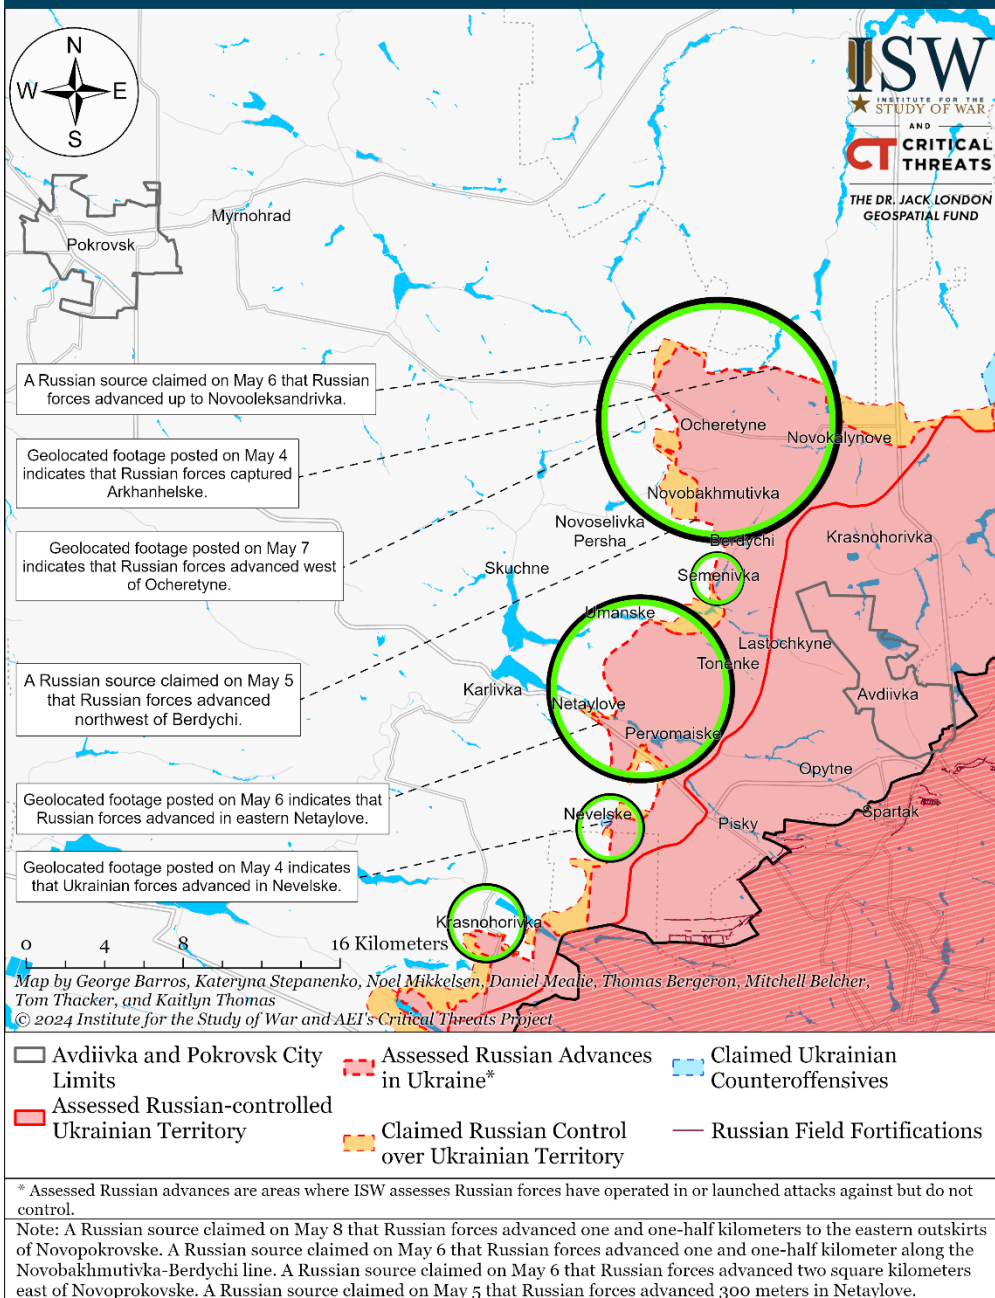 N
W
E
S
ISW
INSTITUTE FOR THE
STUDY OF WAR
AND
CT CRITICAL
THREATS
THE DR. JACK LONDON
GEOSPATIAL FUND
Myrnohrad
Pokrovsk
A Russian source claimed on May 6 that Russian
forces advanced up to Novooleksandrivka.
Geolocated footage posted on May 4
indicates that Russian forces captured
Arkhanhelske.
Geolocated footage posted on May 7
indicates that Russian forces advanced west
of Ocheretyne.
A Russian source claimed on May 5
that Russian forces advanced
northwest of Berdychi.
Geolocated footage posted on May 6 indicates that
Russian forces advanced in eastern Netaylove.
Geolocated footage posted on May 4 indicates
that Ukrainian forces advanced in Nevelske.
Ocheretyne
Novokalynove
Novobakhmutivka
Novoselivka
Persha
Berdychi
Krasnohorivka
Skuchne
Semenivka
Umanske
Lastochkyne
Tonenke
Karlivka
Netaylove
Avdiivka
Pervomaiske
Opytne
Nevelske
Pisky
Spartak
Krasnohorivka
0 4 8 16 Kilometers
Map by George Barros, Kateryna Stepanenko, Noel Mikkelsen, Daniel Mealie, Thomas Bergeron, Mitchell Belcher,
Tom Thacker, and Kaitlyn Thomas
© 2024 Institute for the Study of War and AEI's Critical Threats Project
Avdiivka and Pokrovsk City
Limits
Assessed Russian-controlled
Ukrainian Territory
Assessed Russian Advances
in Ukraine*
Claimed Russian Control
over Ukrainian Territory
Claimed Ukrainian
Counteroffensives
Russian Field Fortifications
* Assessed Russian advances are areas where ISW assesses Russian forces have operated in or launched attacks against but do not
control.
Note: A Russian source claimed on May 8 that Russian forces advanced one and one-half kilometers to the eastern outskirts
of Novopokrovske. A Russian source claimed on May 6 that Russian forces advanced one and one-half kilometer along the
Novobakhmutivka-Berdychi line. A Russian source claimed on May 6 that Russian forces advanced two square kilometers
east of Novoprokovske. A Russian source claimed on May 5 that Russian forces advanced 300 meters in Netaylove.